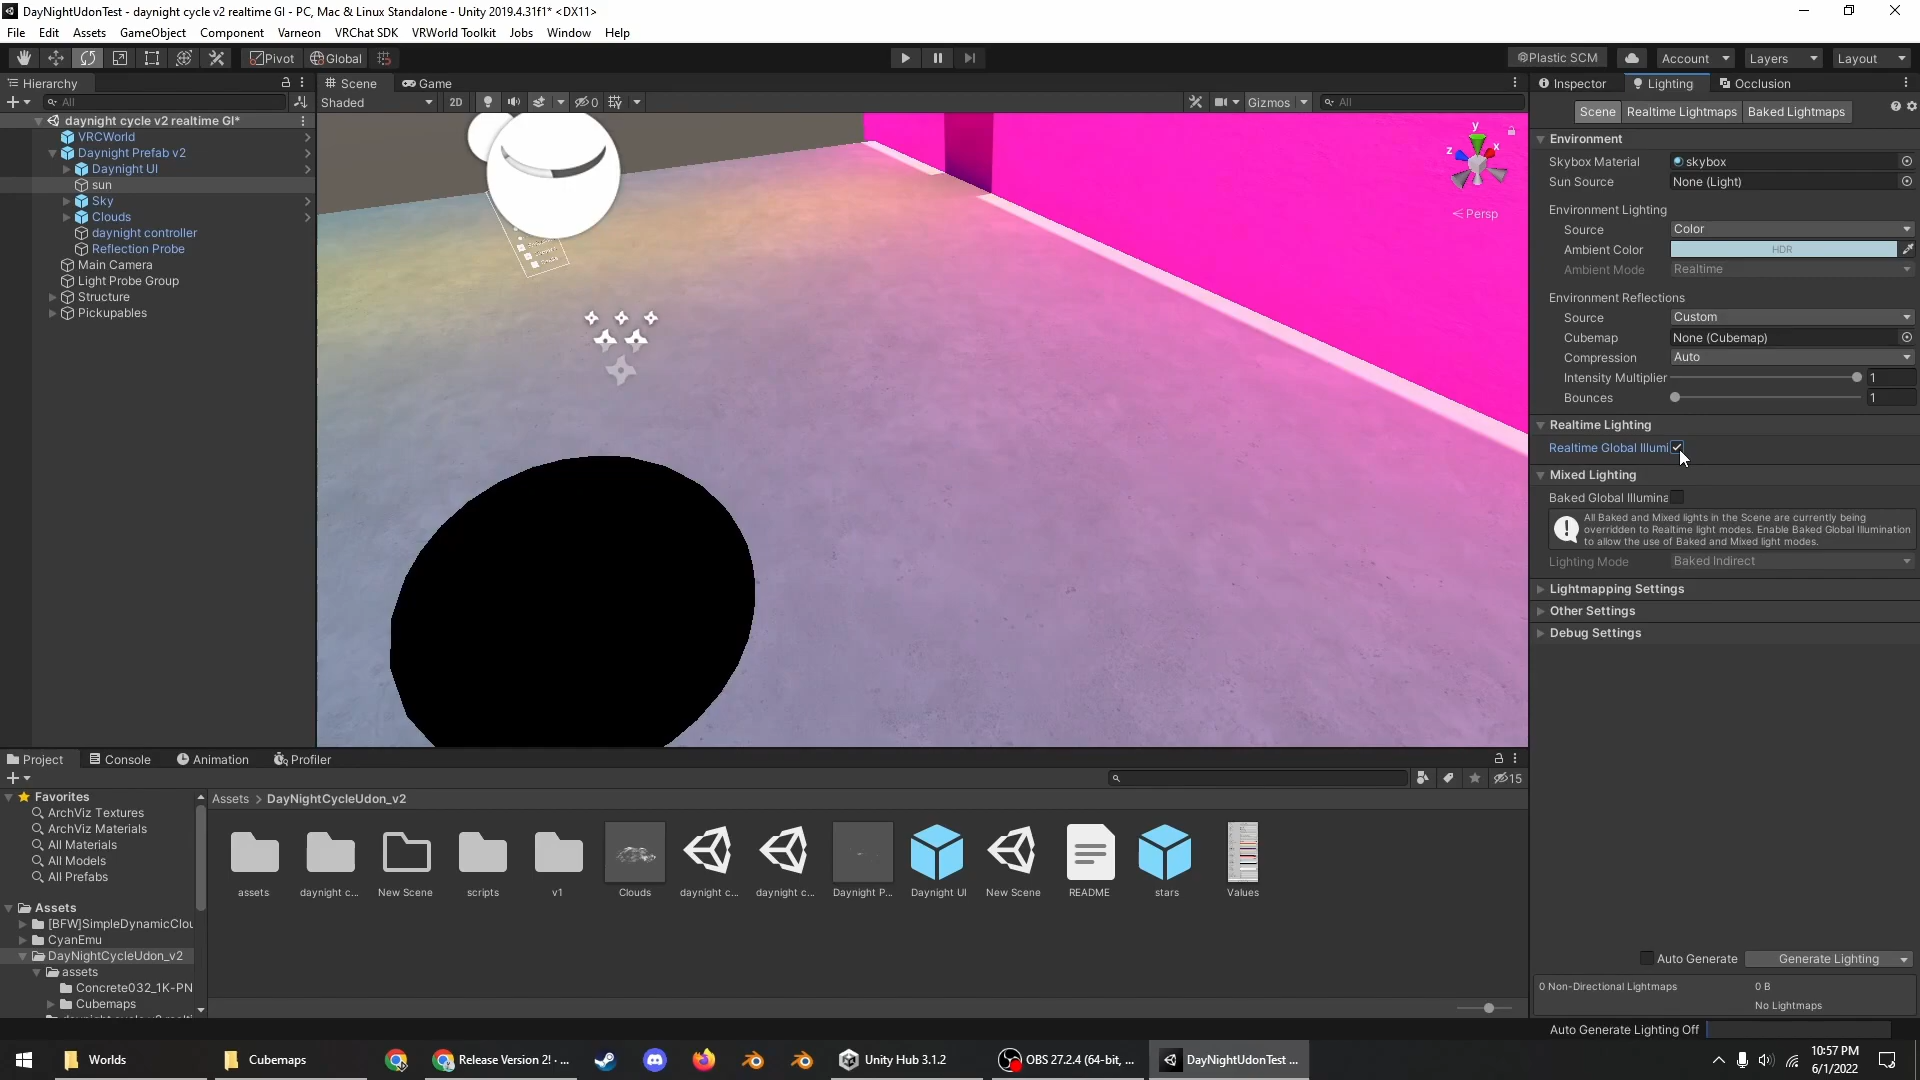 DayNightUdonTest - daynight cycle v2 realtime GI - PC, Mac & Linux Standalone - Unity 2019.4.31f1* <DX11>
File Edit Assets GameObject Component Varneon VRChat SDK VRWorld Toolkit Jobs Window Help
Pivot Global Plastic SCM Account Layers Layout
Hierarchy Scene Game Inspector Lighting Occlusion
All Shaded 2D 0 Gizmos All
Scene Realtime Lightmaps Baked Lightmaps
daynight cycle v2 realtime GI*
VRCWorld
Daynight Prefab v2
Daynight UI
sun
Sky
Clouds
daynight controller
Reflection Probe
Main Camera
Light Probe Group
Structure
Pickupables
y
x
z
< Persp
Environment
Skybox Material skybox
Sun Source None (Light)
Environment Lighting
Source Color
Ambient Color HDR
Ambient Mode Realtime
Environment Reflections
Source Custom
Cubemap None (Cubemap)
Compression Auto
Intensity Multiplier 1
Bounces 1
Realtime Lighting
Realtime Global Illumi
Mixed Lighting
Baked Global Illumina
All Baked and Mixed lights in the Scene are currently being
overridden to Realtime light modes. Enable Baked Global Illumination
to allow the use of Baked and Mixed light modes.
Lighting Mode Baked Indirect
Lightmapping Settings
Other Settings
Debug Settings
Auto Generate Generate Lighting
0 Non-Directional Lightmaps 0 B
No Lightmaps
Auto Generate Lighting Off
Project Console Animation Profiler
15
Favorites
ArchViz Textures
ArchViz Materials
All Materials
All Models
All Prefabs
Assets
[BFW]SimpleDynamicClou
CyanEmu
DayNightCycleUdon_v2
assets
Concrete032_1K-PN
Cubemaps
Assets > DayNightCycleUdon_v2
assets daynight c... New Scene scripts v1 Clouds daynight c... daynight c... Daynight P... Daynight UI New Scene README stars Values
Worlds Cubemaps Release Version 2! · ... Unity Hub 3.1.2 OBS 27.2.4 (64-bit, ... DayNightUdonTest ...
10:57 PM
6/1/2022